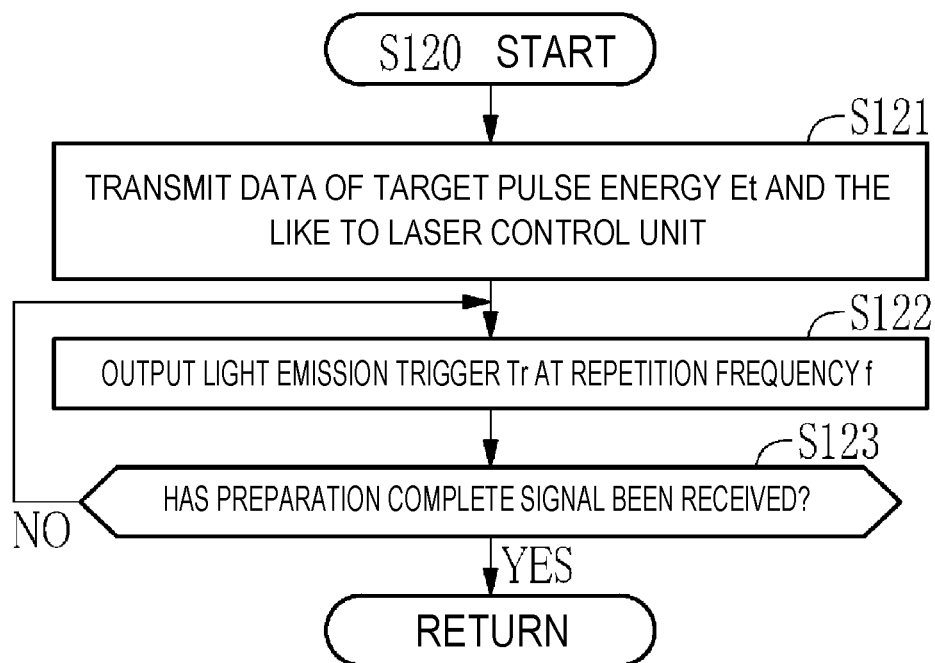 S120 START
S121
TRANSMIT DATA OF TARGET PULSE ENERGY Et AND THE
LIKE TO LASER CONTROL UNIT
S122
OUTPUT LIGHT EMISSION TRIGGER Tr AT REPETITION FREQUENCY f
S123
HAS PREPARATION COMPLETE SIGNAL BEEN RECEIVED?
NO
YES
RETURN